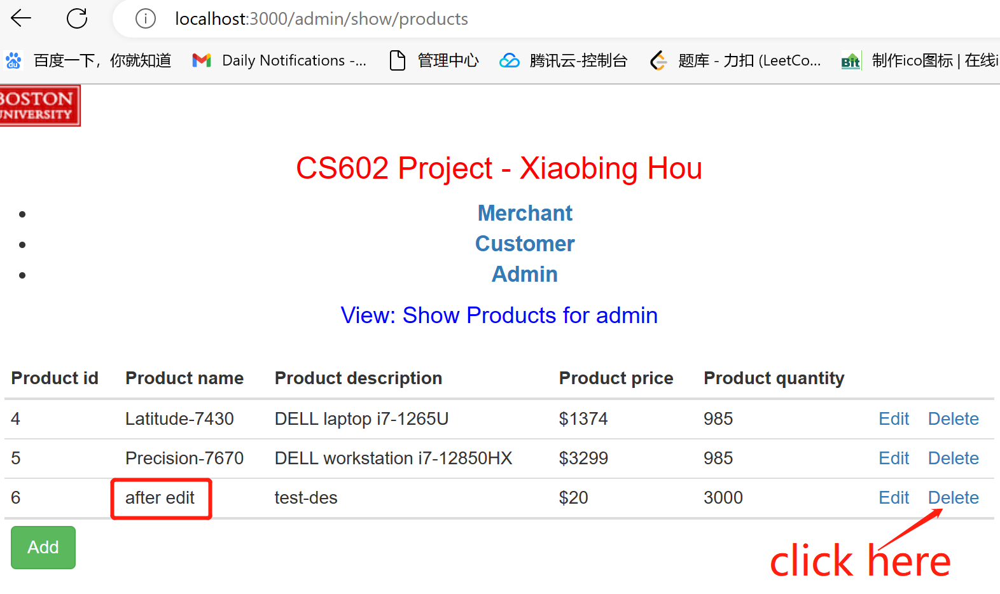 localhost:3000/admin/show/products
百度一下，你就知道 Daily Notifications -... 管理中心 腾讯云-控制台 题库 - 力扣 (LeetCo... Bit 制作ico图标 | 在线i
BOSTON
UNIVERSITY
CS602 Project - Xiaobing Hou
Merchant
Customer
Admin
View: Show Products for admin
Product id Product name Product description Product price Product quantity
4 Latitude-7430 DELL laptop i7-1265U $1374 985 Edit Delete
5 Precision-7670 DELL workstation i7-12850HX $3299 985 Edit Delete
6 after edit test-des $20 3000 Edit Delete
Add
click here